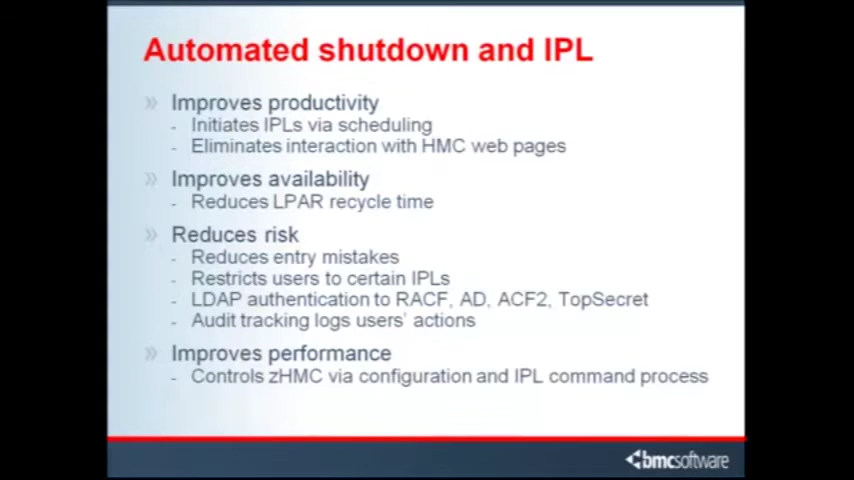 Automated shutdown and IPL
» Improves productivity
- Initiates IPLs via scheduling
- Eliminates interaction with HMC web pages
» Improves availability
- Reduces LPAR recycle time
» Reduces risk
- Reduces entry mistakes
- Restricts users to certain IPLs
- LDAP authentication to RACF, AD, ACF2, TopSecret
- Audit tracking logs users' actions
» Improves performance
- Controls zHMC via configuration and IPL command process
bmcsoftware